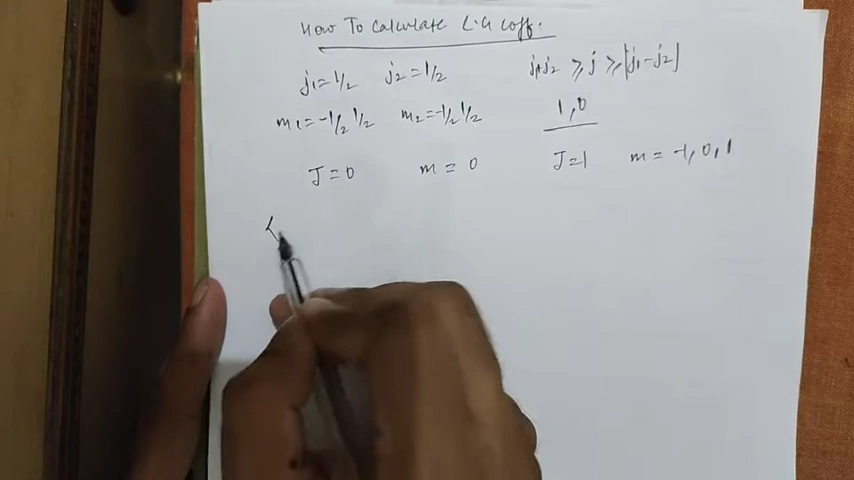 How To Calculate C.G Coff.
j1=1/2 j2=1/2 j1+j2 ≥ j ≥ |j1-j2|
m1=-1/2 1/2 m2=-1/2 1/2 1,0
J=0 m=0 J=1 m=-1,0,1
<